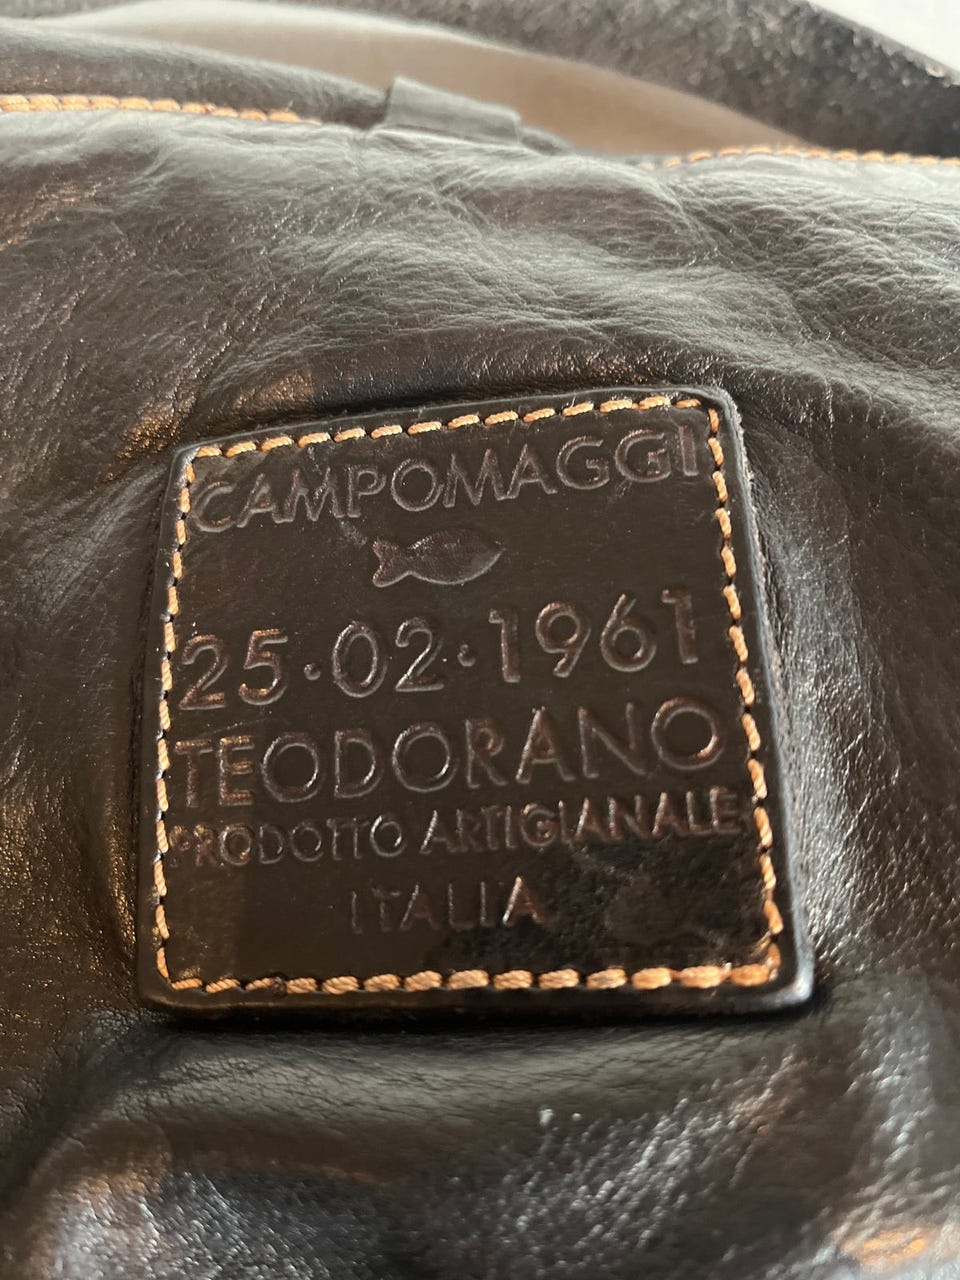 CAMPOMAGGI
25·02·1961
TEODORANO
PRODOTTO ARTIGIANALE
ITALIA